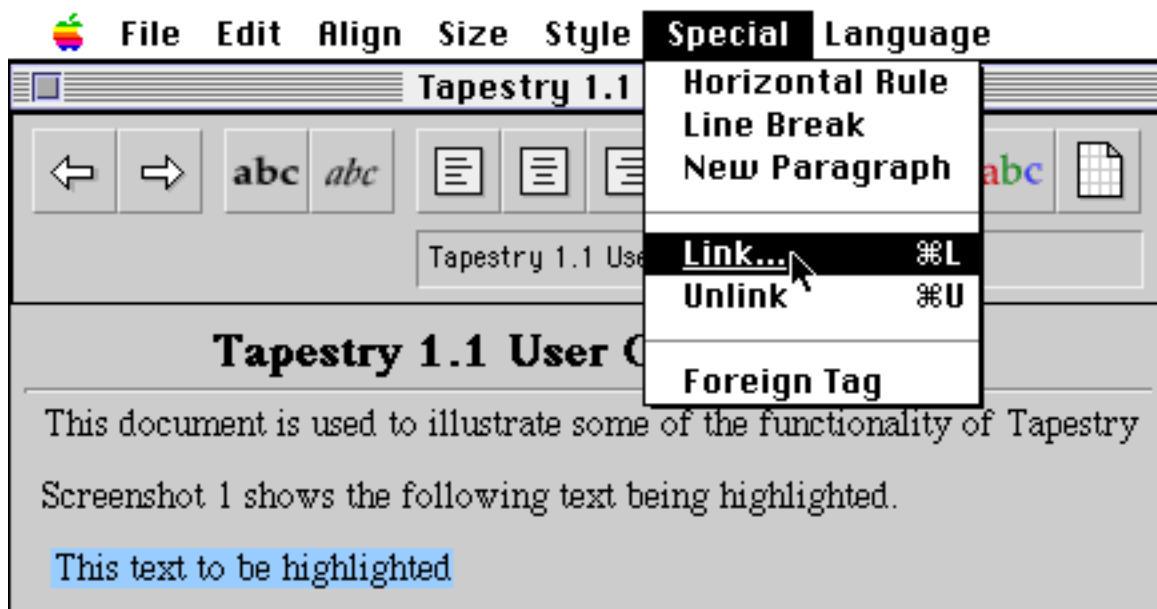 File Edit Align Size Style Special Language
Tapestry 1.1
Horizontal Rule
Line Break
New Paragraph
Link... ⌘L
Unlink ⌘U
Foreign Tag
abc abc abc
Tapestry 1.1
Tapestry 1.1 User
This document is used to illustrate some of the functionality of Tapestry
Screenshot 1 shows the following text being highlighted.
This text to be highlighted